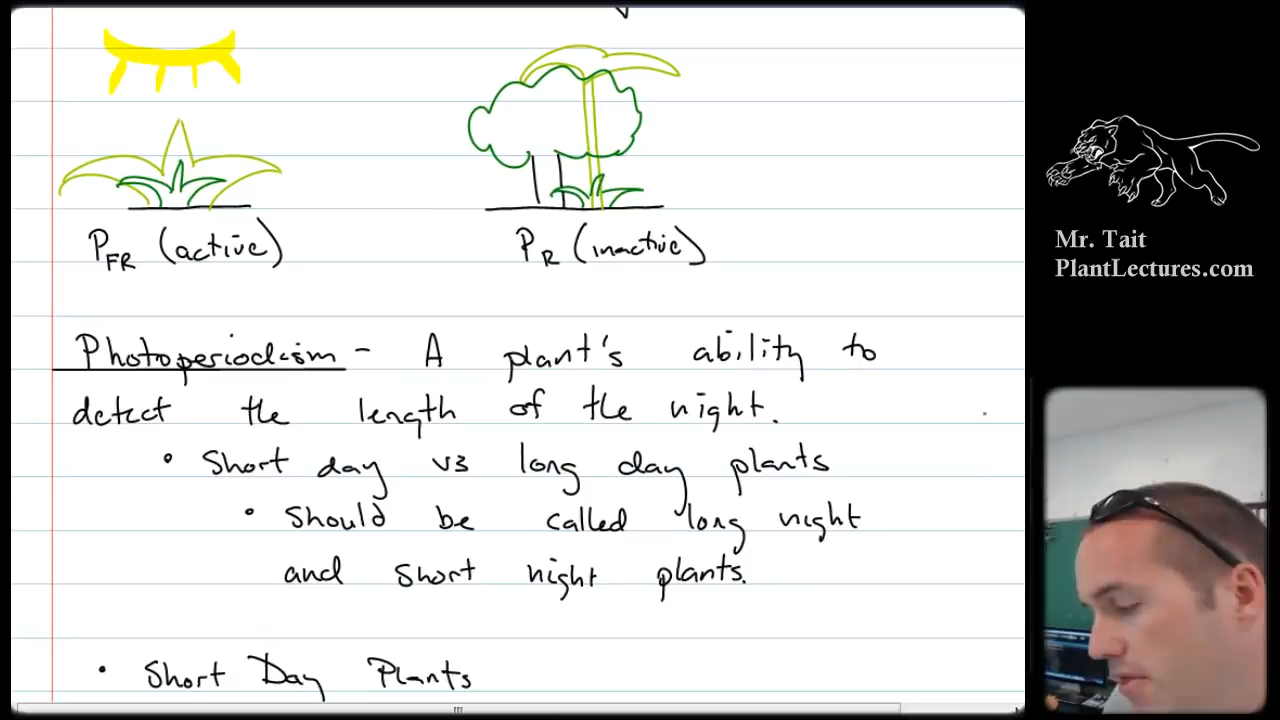 PFR (active)
PR (inactive)
Mr. Tait
PlantLectures.com
Photoperiodism - A plant's ability to
detect the length of the night.
• Short day vs long day plants
• Should be called long night
and short night plants.
• Short Day Plants